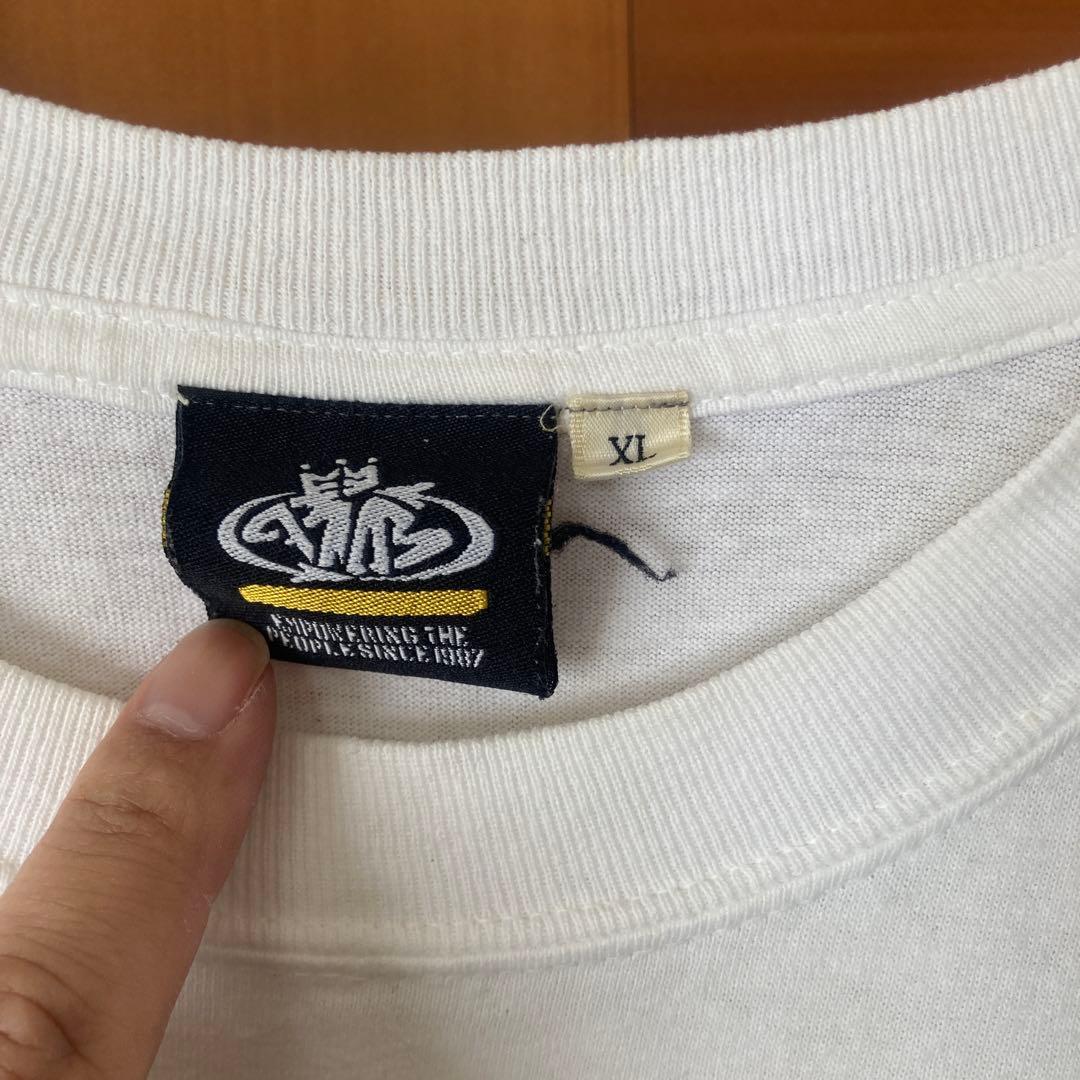 XL
EMPOWERING THE
PEOPLE SINCE 1987